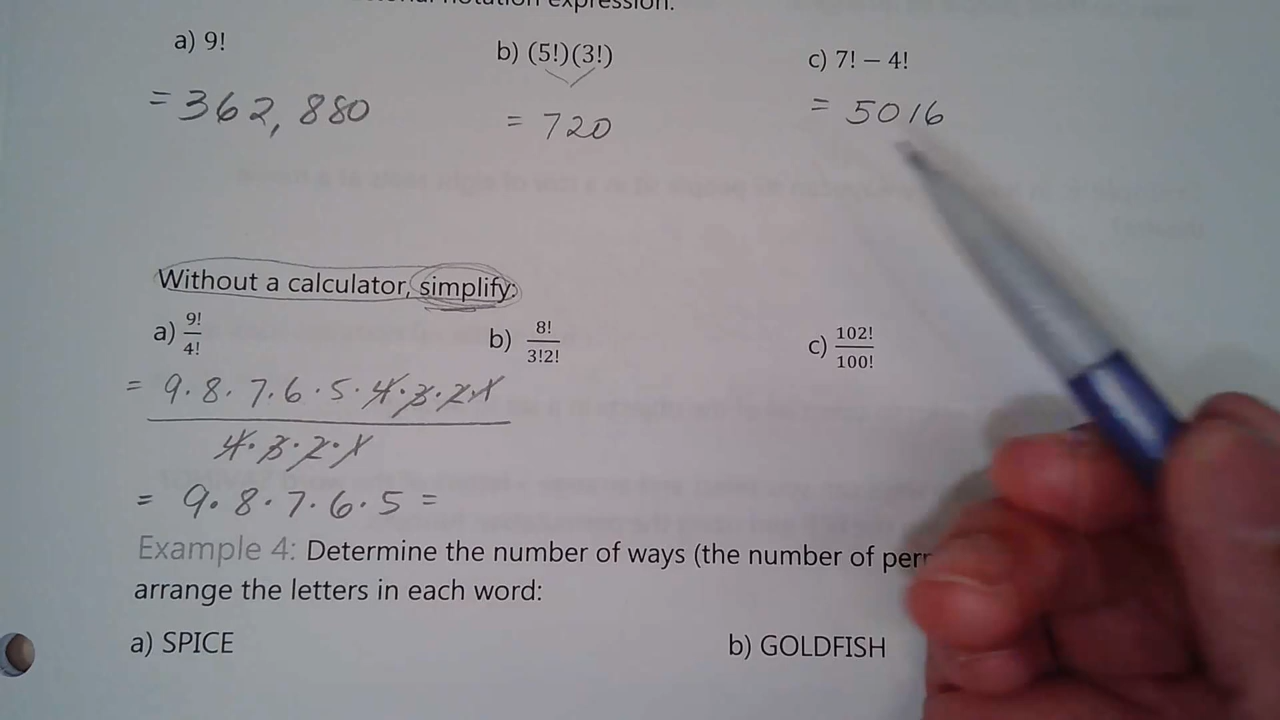 notation expression.
a) 9! b) (5!)(3!) c) 7! − 4!
= 362,880 = 720 = 5016
Without a calculator, simplify:
a) 9!/4! b) 8!/3!2! c) 102!/100!
= 9 · 8 · 7 · 6 · 5 · 4 · 3 · 2 · 1
4 · 3 · 2 · 1
= 9 · 8 · 7 · 6 · 5 =
Example 4: Determine the number of ways (the number of
arrange the letters in each word:
a) SPICE b) GOLDFISH